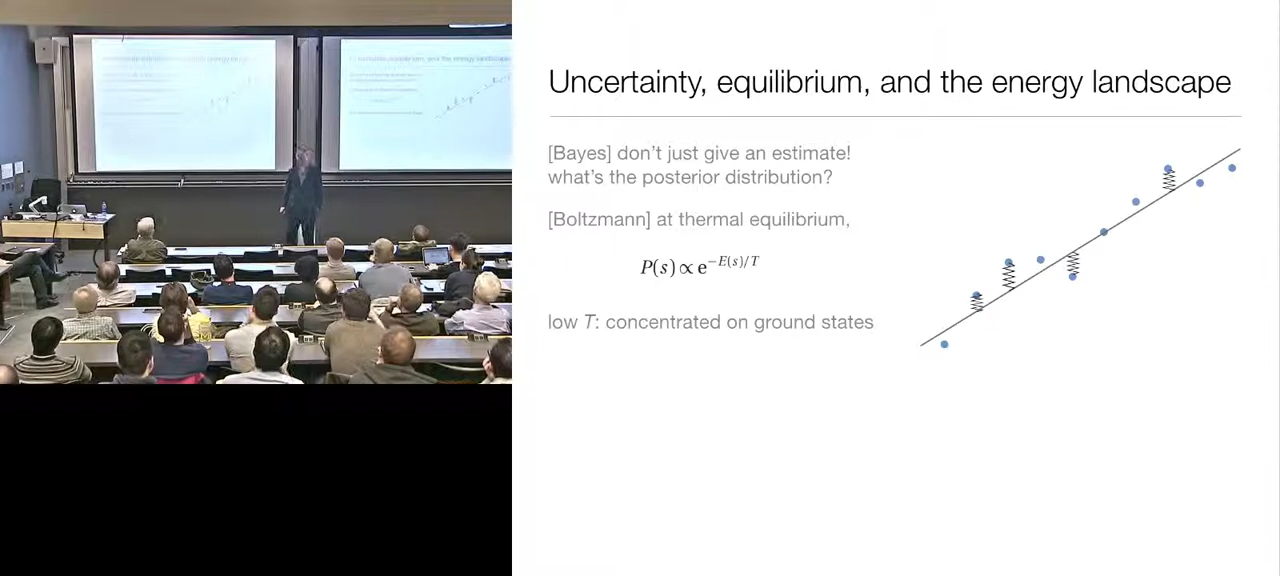 Uncertainty, equilibrium, and the energy landscape
[Bayes] don't just give an estimate!
what's the posterior distribution?
[Boltzmann] at thermal equilibrium,
P(s) ∝ e^{−E(s)/T}
low T: concentrated on ground states